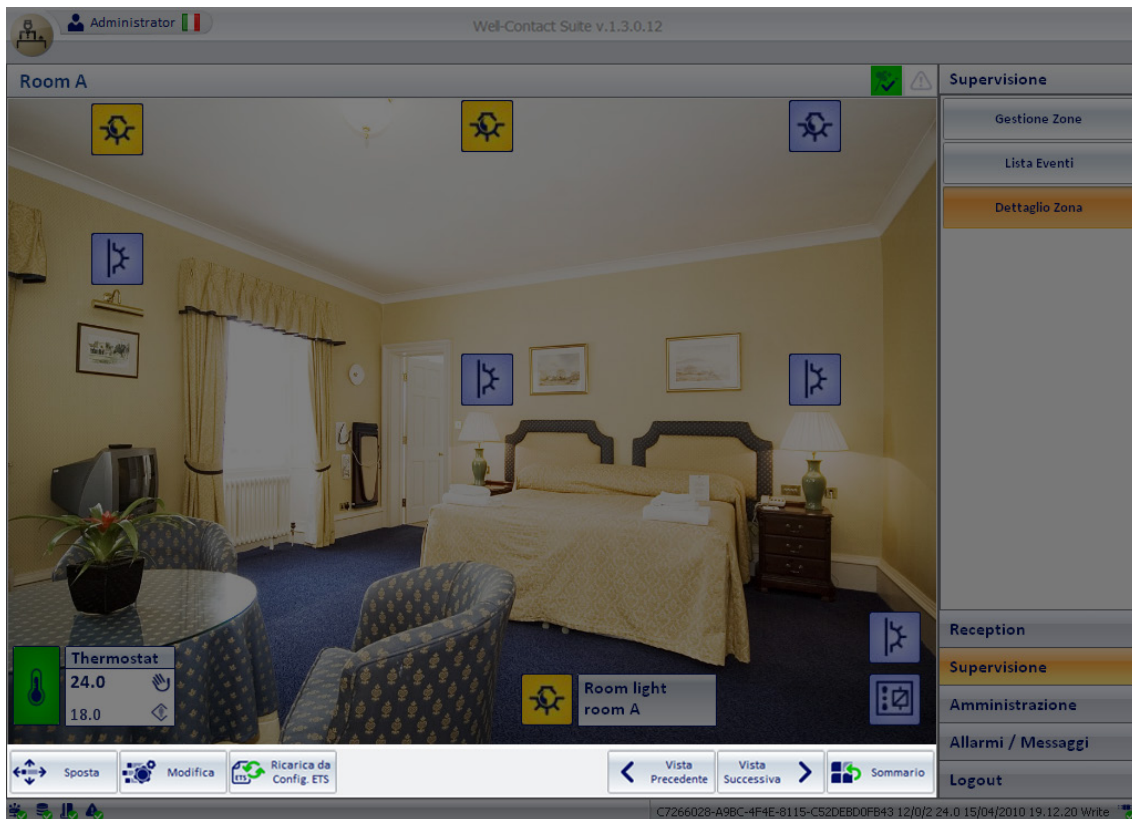 Administrator
Well-Contact Suite v.1.3.0.12
Room A
Supervisione
Gestione Zone
Lista Eventi
Dettaglio Zona
Thermostat
24.0
18.0
Room light
room A
Reception
Supervisione
Amministrazione
Allarmi / Messaggi
Logout
Sposta
Modifica
ETS
Ricarica da
Config. ETS
Vista
Precedente
Vista
Successiva
Sommario
C7266028-A9BC-4F4E-8115-C52DEBD0FB43 12/0/2 24.0 15/04/2010 19.12.20 Write